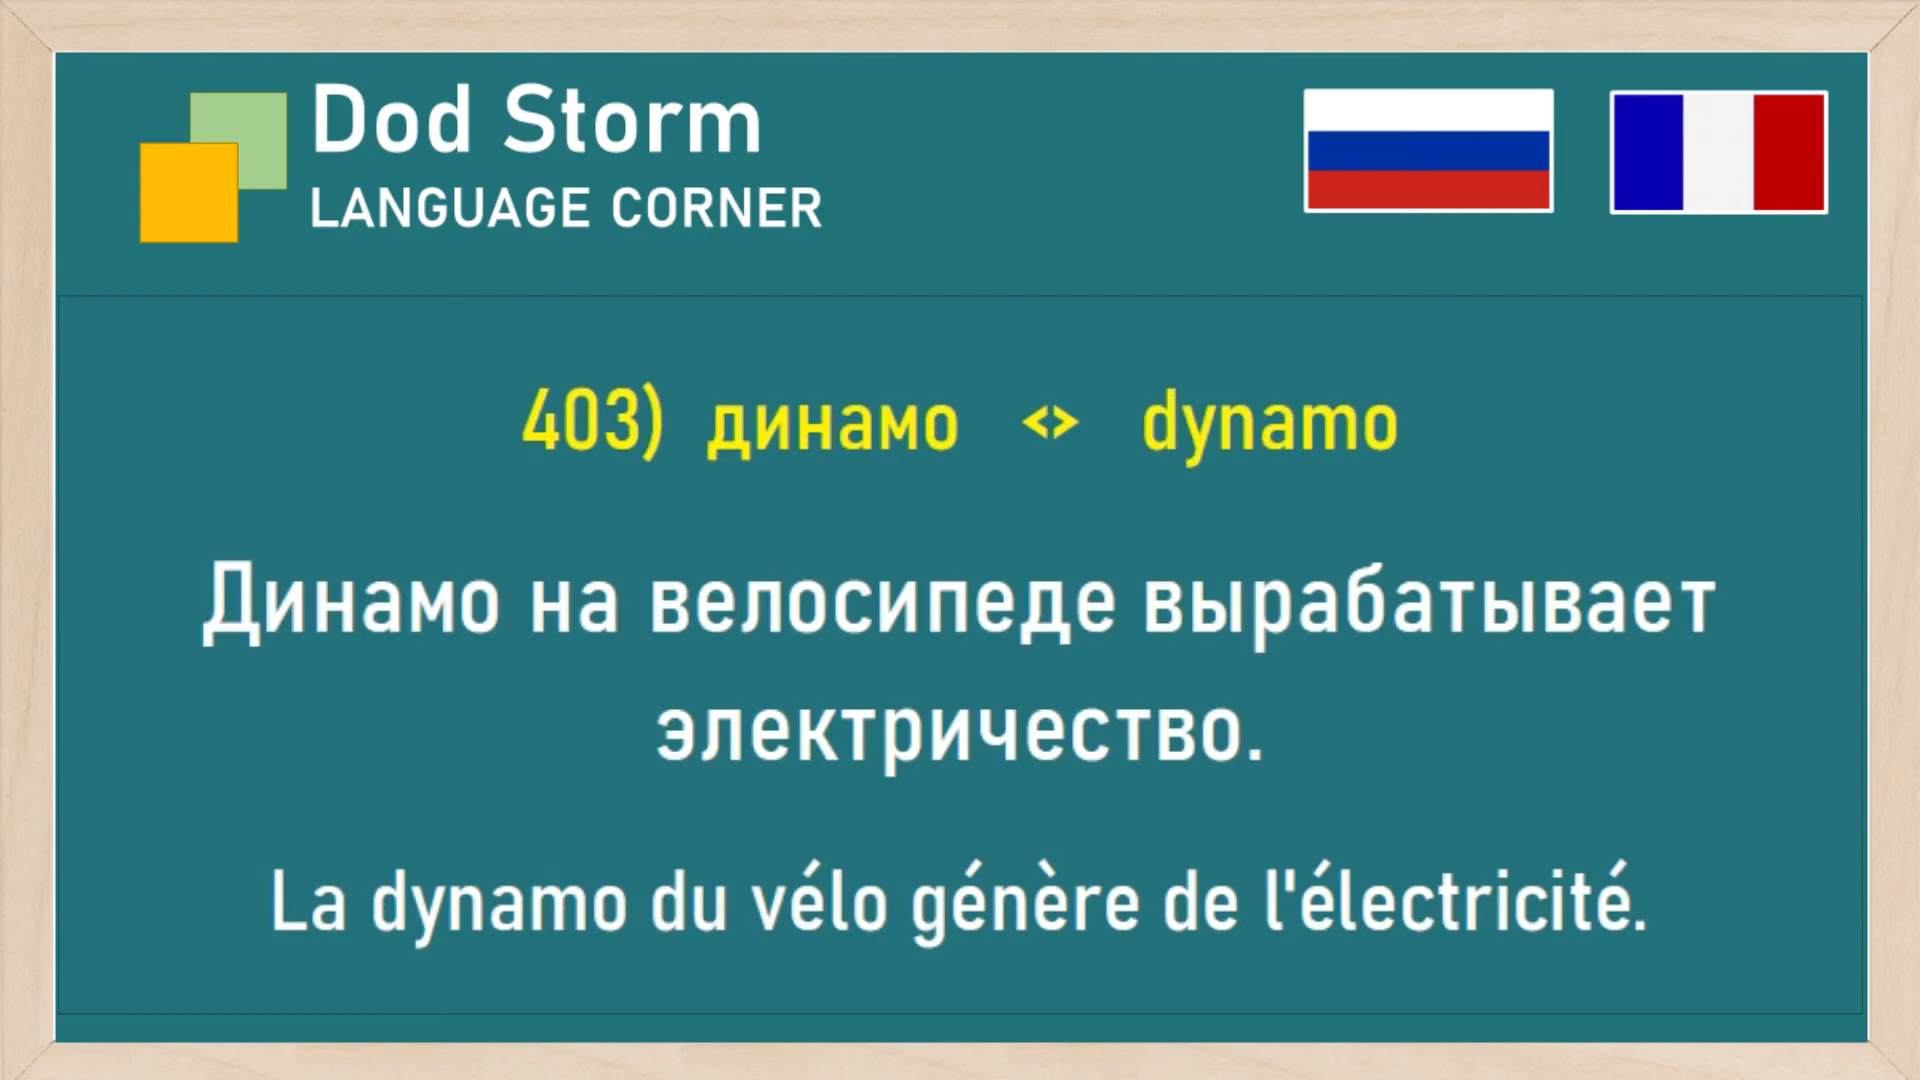 Dod Storm
LANGUAGE CORNER
403) динамо <> dynamo
Динамо на велосипеде вырабатывает
электричество.
La dynamo du vélo génère de l'électricité.